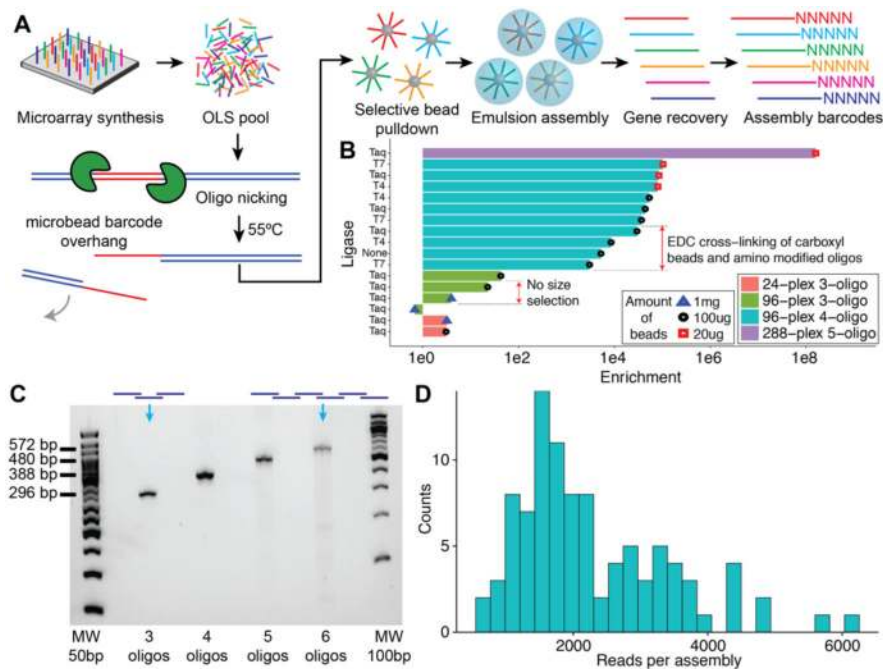 A
NNNNN
NNNNN
NNNNN
NNNNN
NNNNN
NNNNN
Microarray synthesis
OLS pool
Selective bead
pulldown
Emulsion assembly
Gene recovery
Assembly barcodes
Oligo nicking
microbead barcode
overhang
55ºC
B
Ligase
Taq
T7
Taq
T4
T4
Taq
T7
Taq
T4
None
T7
Taq
Taq
Taq
Taq
Taq
Taq
EDC cross-linking of carboxyl
beads and amino modified oligos
No size
selection
Amount
of
beads
1mg
100ug
20ug
24-plex 3-oligo
96-plex 3-oligo
96-plex 4-oligo
288-plex 5-oligo
1e0
1e2
1e4
1e6
1e8
Enrichment
C
572 bp
480 bp
388 bp
296 bp
MW
50bp
3
oligos
4
oligos
5
oligos
6
oligos
MW
100bp
D
Counts
10
5
0
2000
4000
6000
Reads per assembly